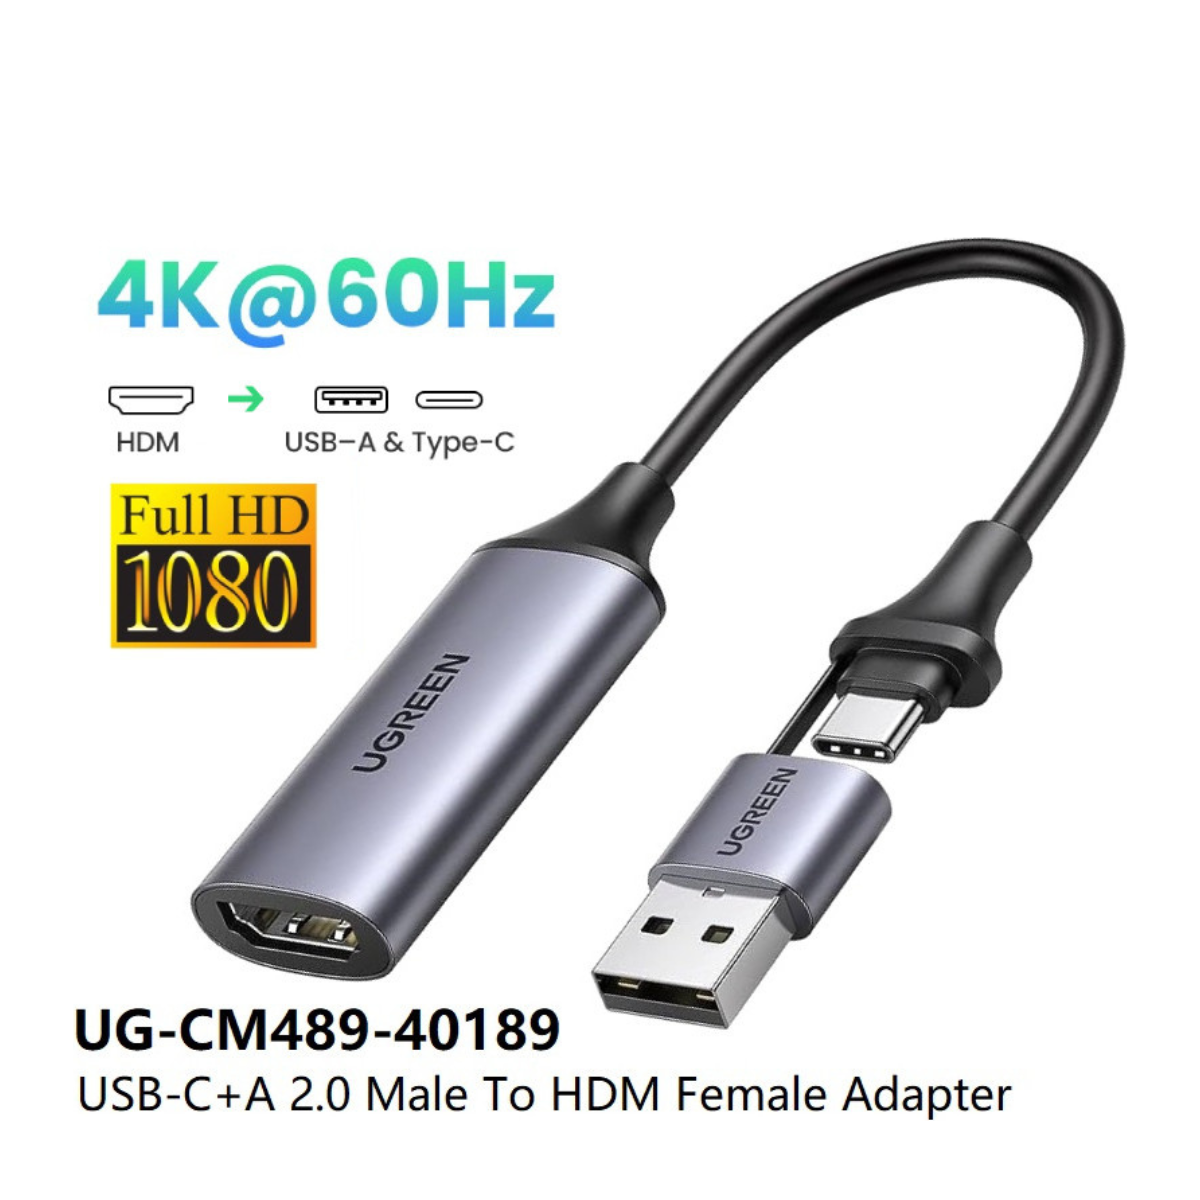 4K@60Hz
HDM
USB-A & Type-C
Full HD
1080
UGREEN
UGREEN
UG-CM489-40189
USB-C+A 2.0 Male To HDM Female Adapter